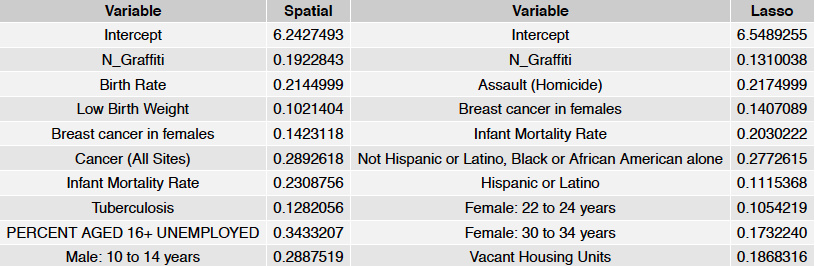 Variable Spatial Variable Lasso
Intercept 6.2427493 Intercept 6.5489255
N_Graffiti 0.1922843 N_Graffiti 0.1310038
Birth Rate 0.2144999 Assault (Homicide) 0.2174999
Low Birth Weight 0.1021404 Breast cancer in females 0.1407089
Breast cancer in females 0.1423118 Infant Mortality Rate 0.2030222
Cancer (All Sites) 0.2892618 Not Hispanic or Latino, Black or African American alone 0.2772615
Infant Mortality Rate 0.2308756 Hispanic or Latino 0.1115368
Tuberculosis 0.1282056 Female: 22 to 24 years 0.1054219
PERCENT AGED 16+ UNEMPLOYED 0.3433207 Female: 30 to 34 years 0.1732240
Male: 10 to 14 years 0.2887519 Vacant Housing Units 0.1868316